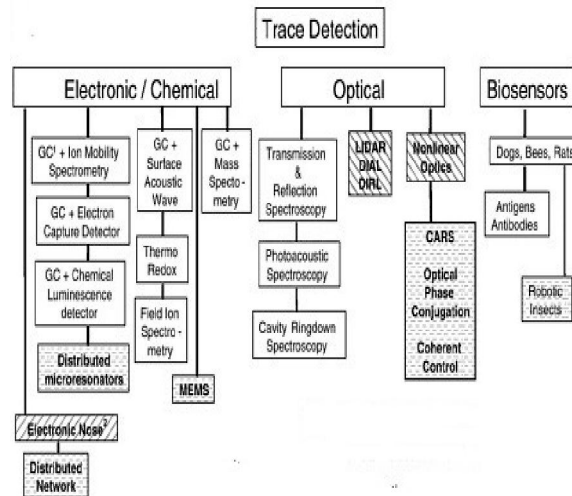 Trace Detection
Electronic / Chemical
Optical
Biosensors
GC¹ + Ion Mobility
Spectrometry
GC + Electron
Capture Detector
GC + Chemical
Luminescence
detector
Distributed
microresonators
Electronic Nose²
Distributed
Network
GC +
Surface
Acoustic
Wave
Thermo
Redox
Field Ion
Spectro -
metry
MEMS
GC +
Mass
Specto -
metry
Transmission
&
Reflection
Spectroscopy
Photoacoustic
Spectroscopy
Cavity Ringdown
Spectroscopy
LIDAR
DIAL
DIRL
Nonlinear
Optics
CARS
Optical
Phase
Conjugation
Coherent
Control
Dogs, Bees, Rats
Antigens
Antibodies
Robotic
Insects